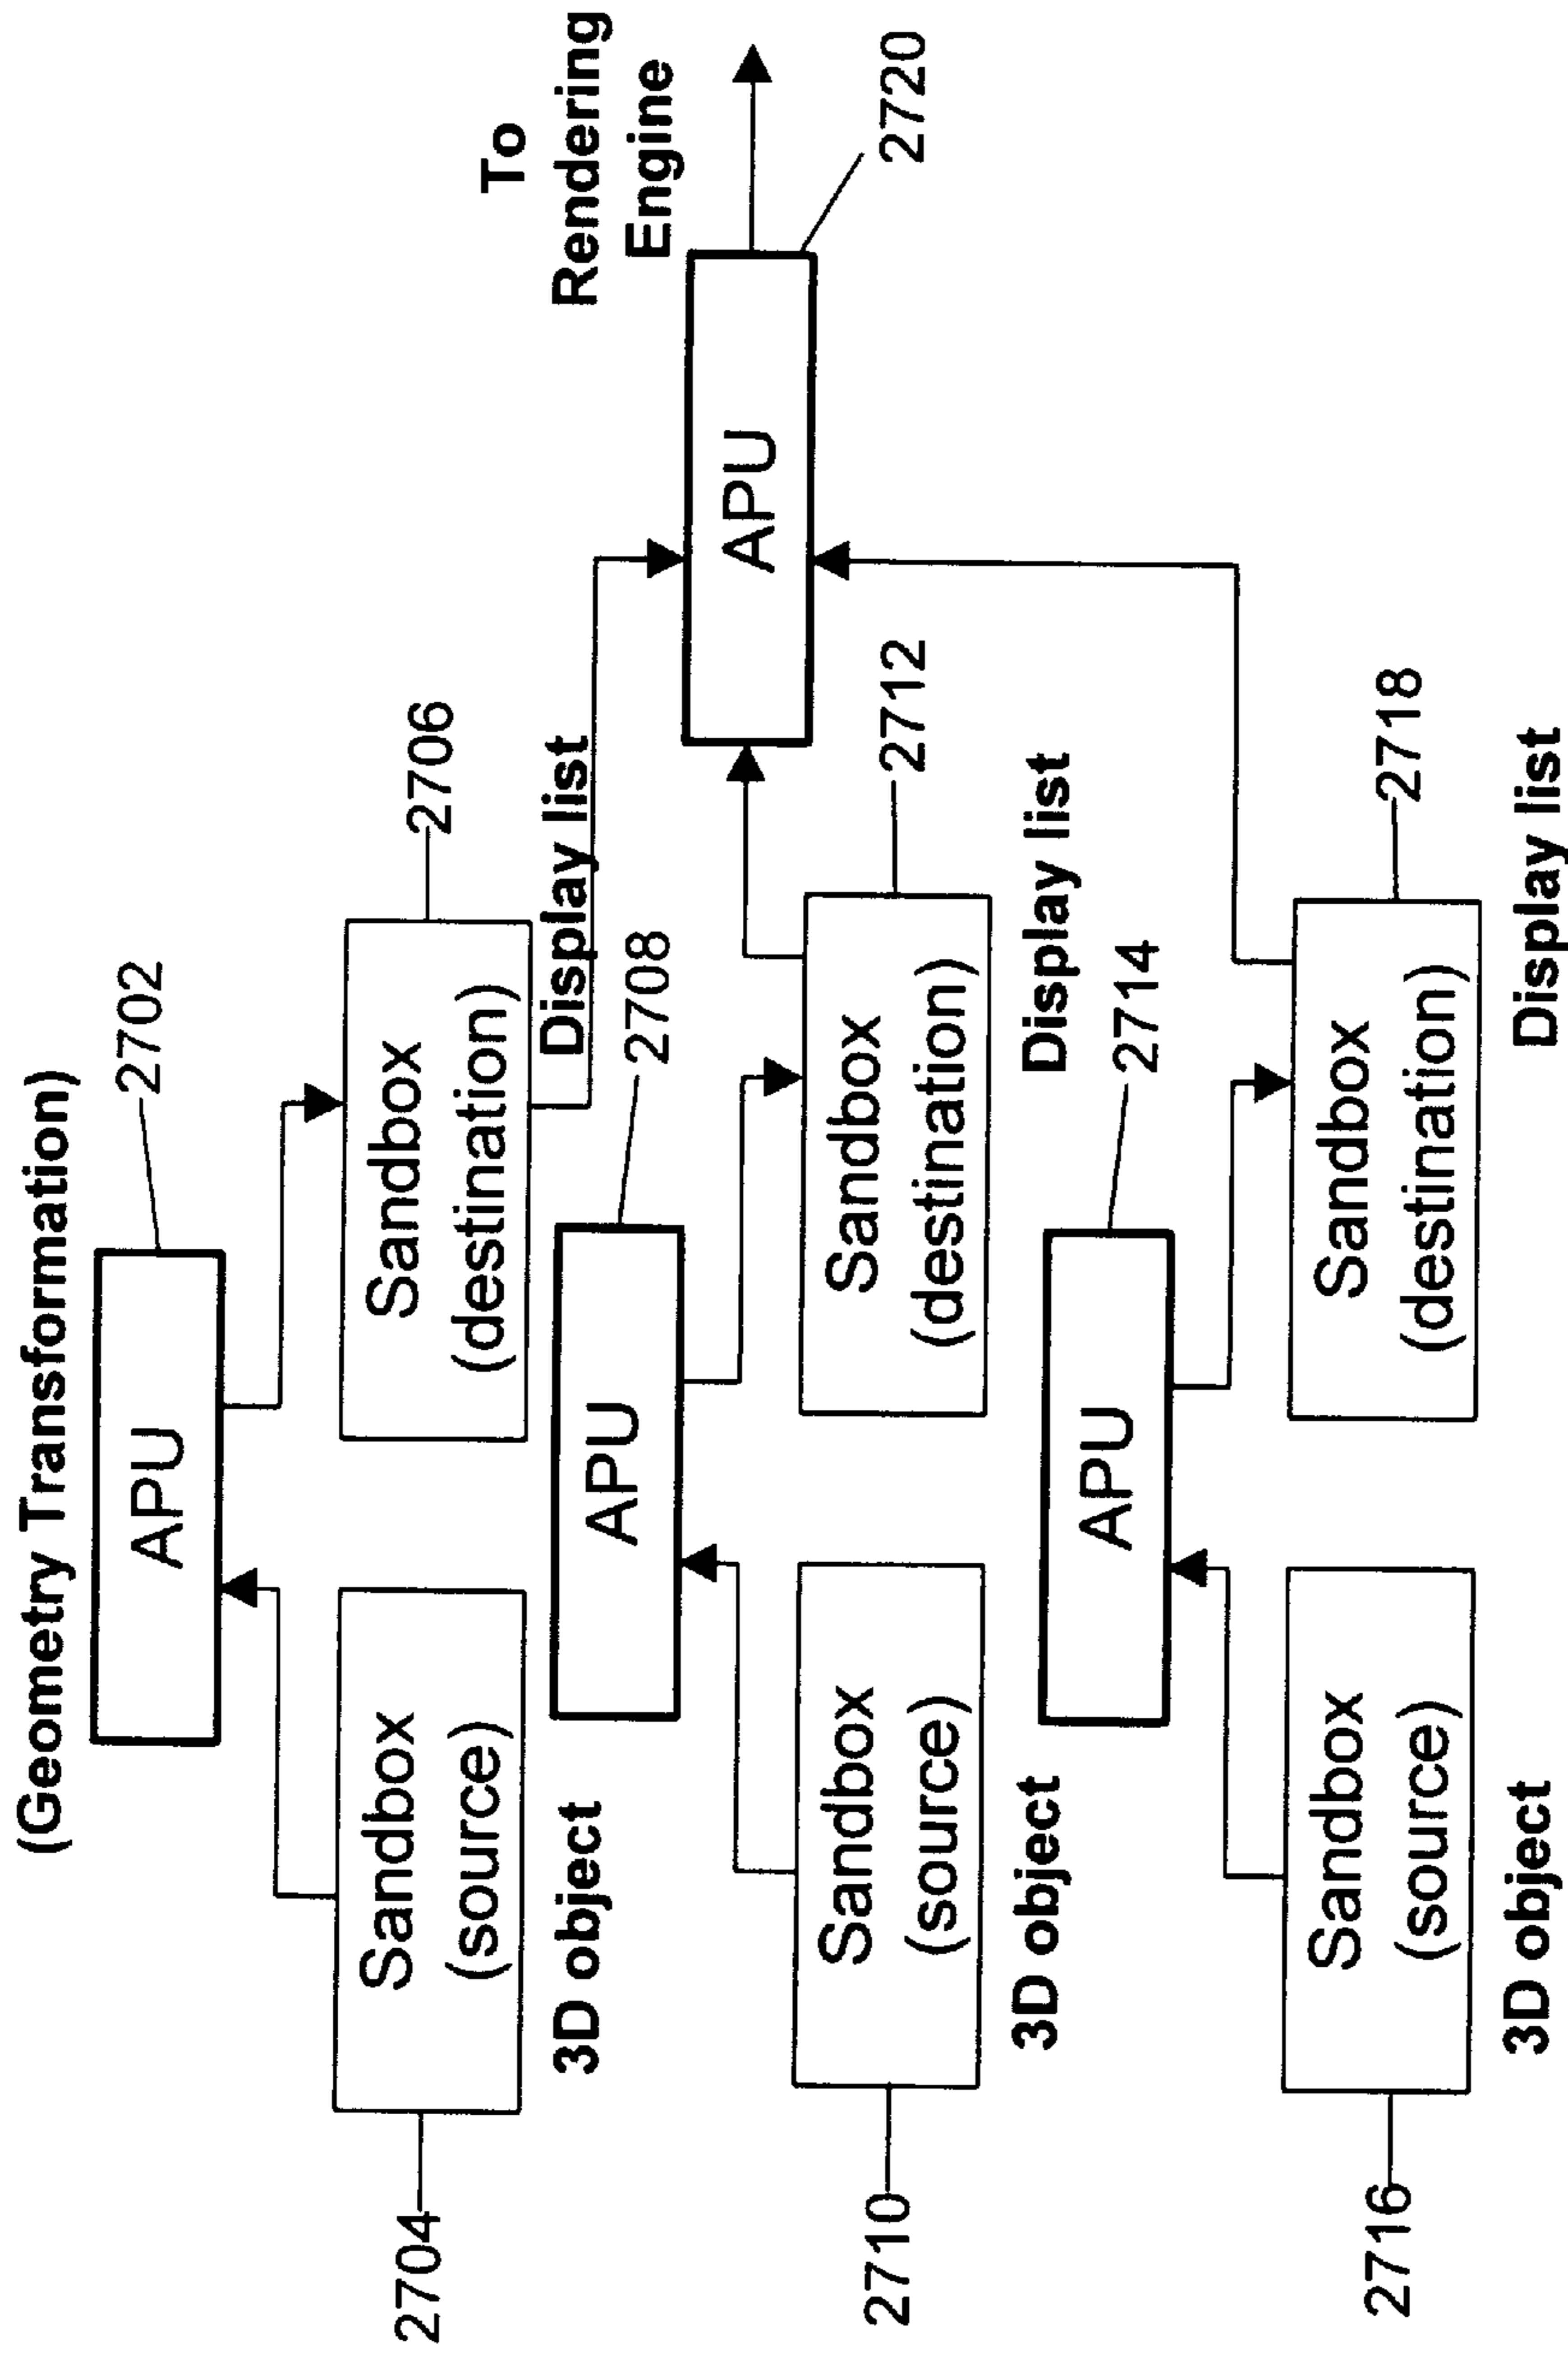 (Geometry Transformation)
APU
2702
Sandbox
(source)
2704
3D object
Sandbox
(destination)
2706
Display list
APU
2708
Sandbox
(source)
2710
3D object
Sandbox
(destination)
2712
Display list
APU
2714
Sandbox
(source)
2716
3D object
Sandbox
(destination)
2718
Display list
APU
2720
To
Rendering
Engine